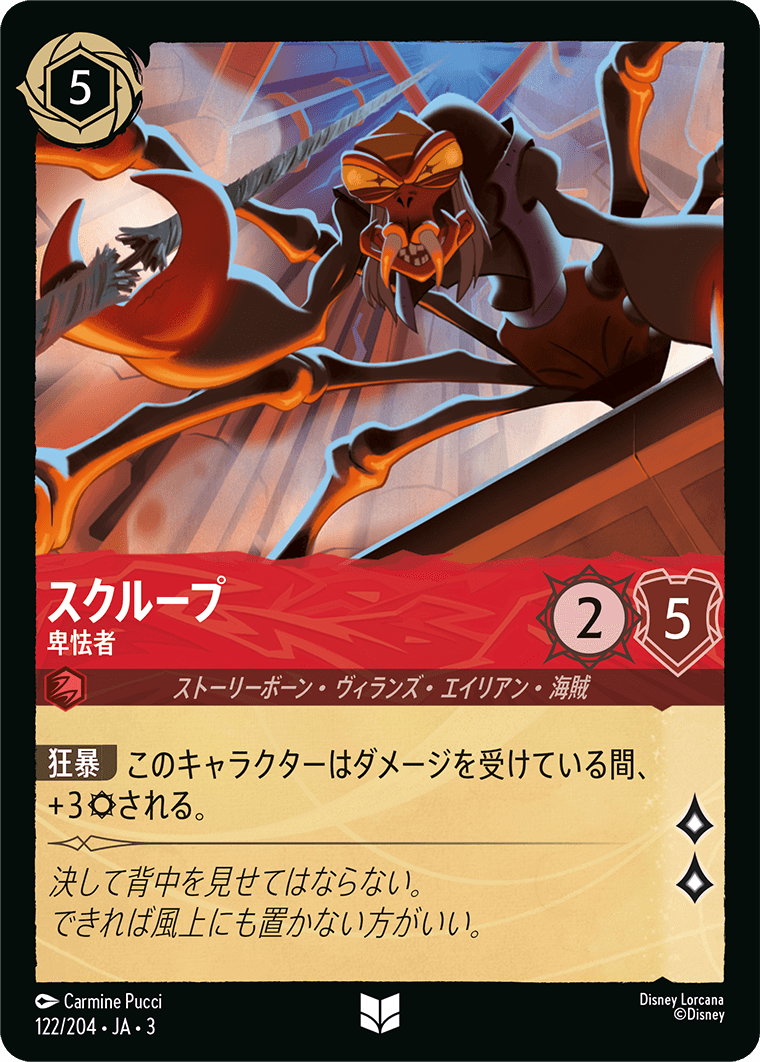 5
スクループ
卑怯者
2
5
ストーリーボーン・ヴィランズ・エイリアン・海賊
狂暴 このキャラクターはダメージを受けている間、
+3される。
決して背中を見せてはならない。
できれば風上にも置かない方がいい。
Carmine Pucci
122/204・JA・3
Disney Lorcana
©Disney